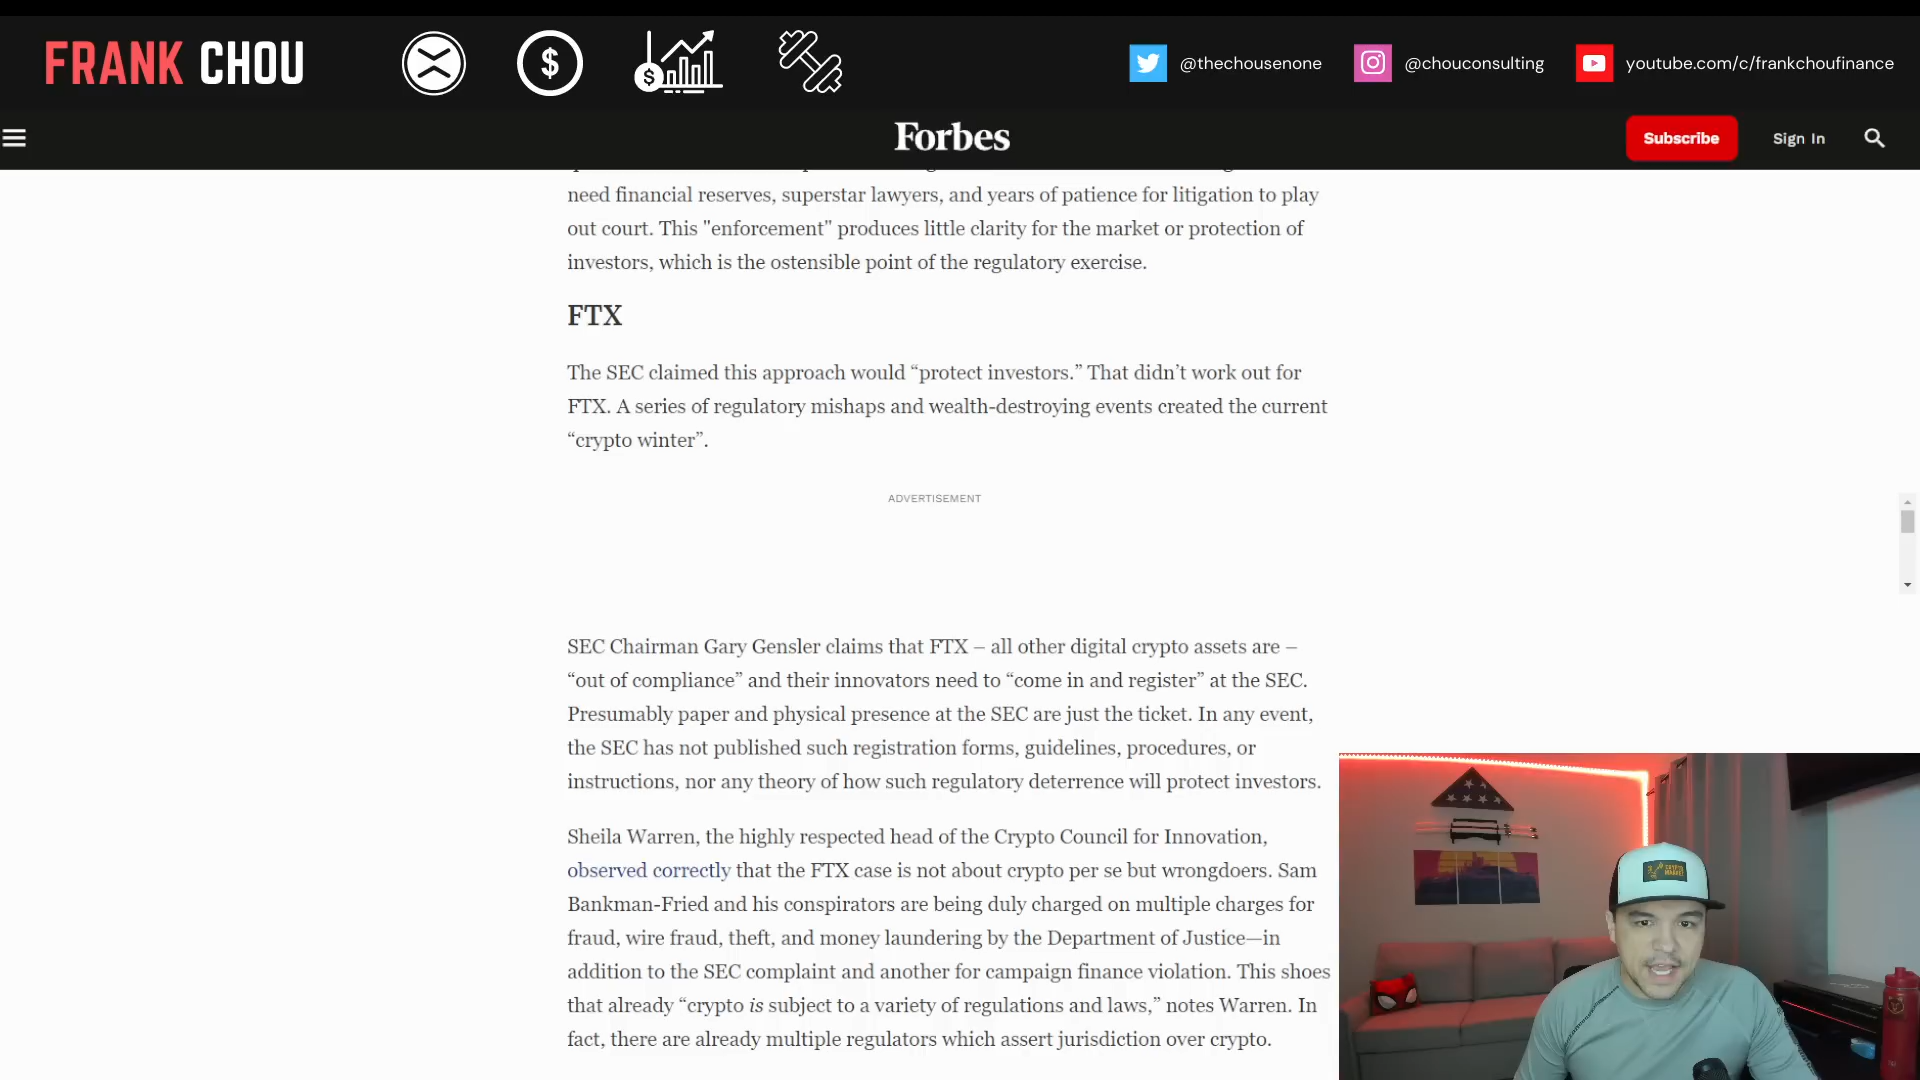 FRANK CHOU
@thechousenone
@chouconsulting
youtube.com/c/frankchoufinance
Forbes
Subscribe
Sign In
need financial reserves, superstar lawyers, and years of patience for litigation to play
out court. This "enforcement" produces little clarity for the market or protection of
investors, which is the ostensible point of the regulatory exercise.
FTX
The SEC claimed this approach would “protect investors.” That didn’t work out for
FTX. A series of regulatory mishaps and wealth-destroying events created the current
“crypto winter”.
ADVERTISEMENT
SEC Chairman Gary Gensler claims that FTX – all other digital crypto assets are –
“out of compliance” and their innovators need to “come in and register” at the SEC.
Presumably paper and physical presence at the SEC are just the ticket. In any event,
the SEC has not published such registration forms, guidelines, procedures, or
instructions, nor any theory of how such regulatory deterrence will protect investors.
Sheila Warren, the highly respected head of the Crypto Council for Innovation,
observed correctly that the FTX case is not about crypto per se but wrongdoers. Sam
Bankman-Fried and his conspirators are being duly charged on multiple charges for
fraud, wire fraud, theft, and money laundering by the Department of Justice—in
addition to the SEC complaint and another for campaign finance violation. This shoes
that already “crypto is subject to a variety of regulations and laws,” notes Warren. In
fact, there are already multiple regulators which assert jurisdiction over crypto.